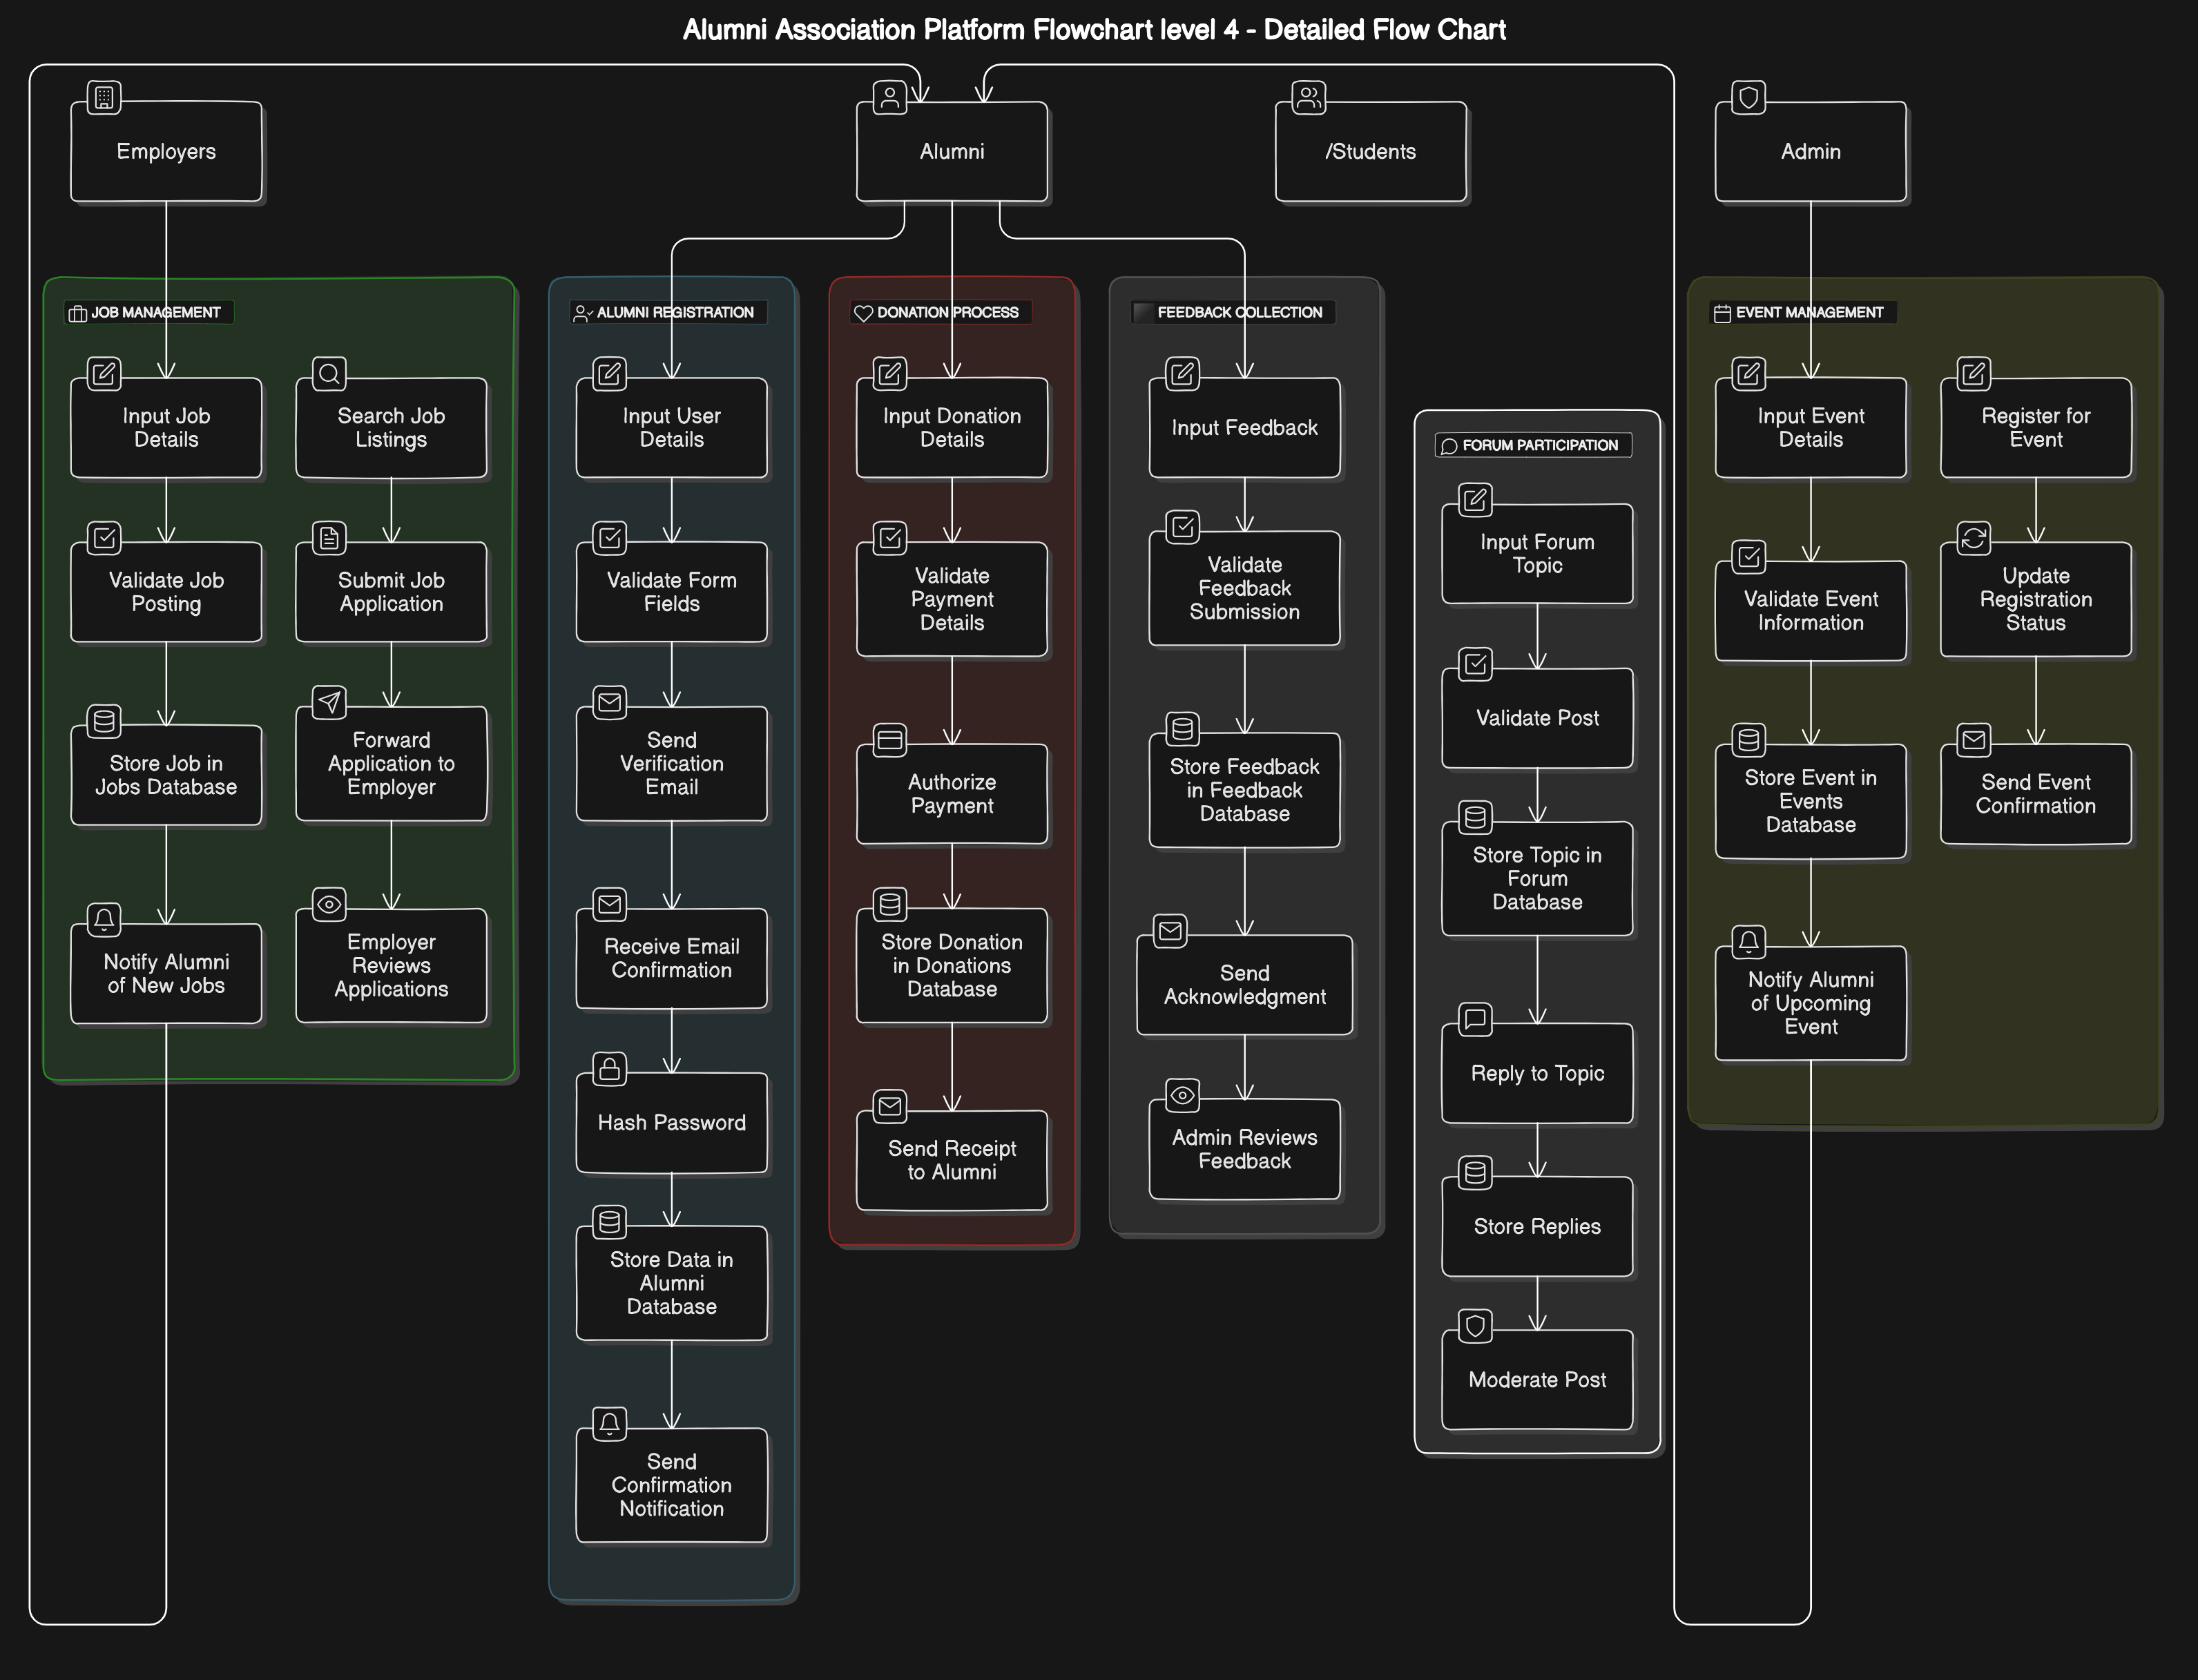 Alumni Association Platform Flowchart level 4 - Detailed Flow Chart
Employers
Alumni
/Students
Admin
JOB MANAGEMENT
Input Job
Details
Validate Job
Posting
Store Job in
Jobs Database
Notify Alumni
of New Jobs
Search Job
Listings
Submit Job
Application
Forward
Application to
Employer
Employer
Reviews
Applications
ALUMNI REGISTRATION
Input User
Details
Validate Form
Fields
Send
Verification
Email
Receive Email
Confirmation
Hash Password
Store Data in
Alumni
Database
Send
Confirmation
Notification
DONATION PROCESS
Input Donation
Details
Validate
Payment
Details
Authorize
Payment
Store Donation
in Donations
Database
Send Receipt
to Alumni
FEEDBACK COLLECTION
Input Feedback
Validate
Feedback
Submission
Store Feedback
in Feedback
Database
Send
Acknowledgment
Admin Reviews
Feedback
FORUM PARTICIPATION
Input Forum
Topic
Validate Post
Store Topic in
Forum
Database
Reply to Topic
Store Replies
Moderate Post
EVENT MANAGEMENT
Input Event
Details
Validate Event
Information
Store Event in
Events
Database
Notify Alumni
of Upcoming
Event
Register for
Event
Update
Registration
Status
Send Event
Confirmation